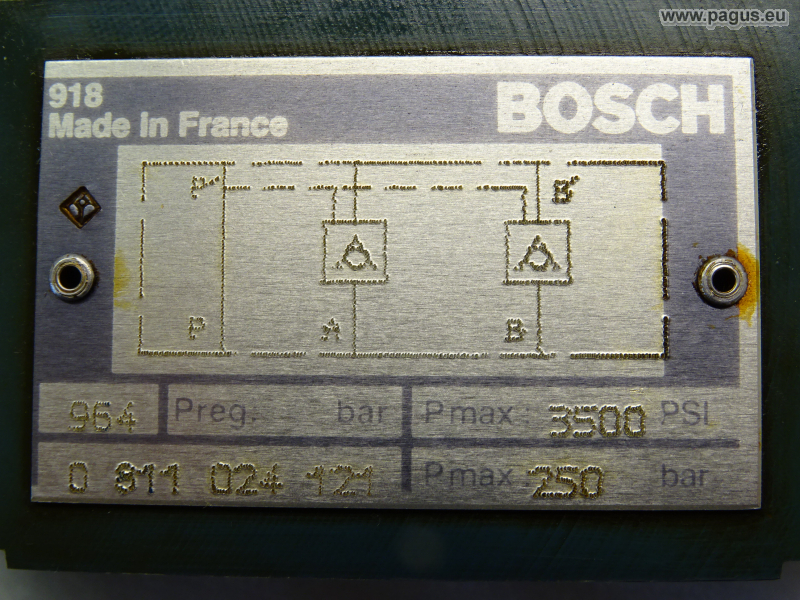 www.pagus.eu
918
Made in France
BOSCH
P' B'
P A B
964 Preg. bar Pmax: 3500 PSI
0 811 024 121 Pmax: 250 bar